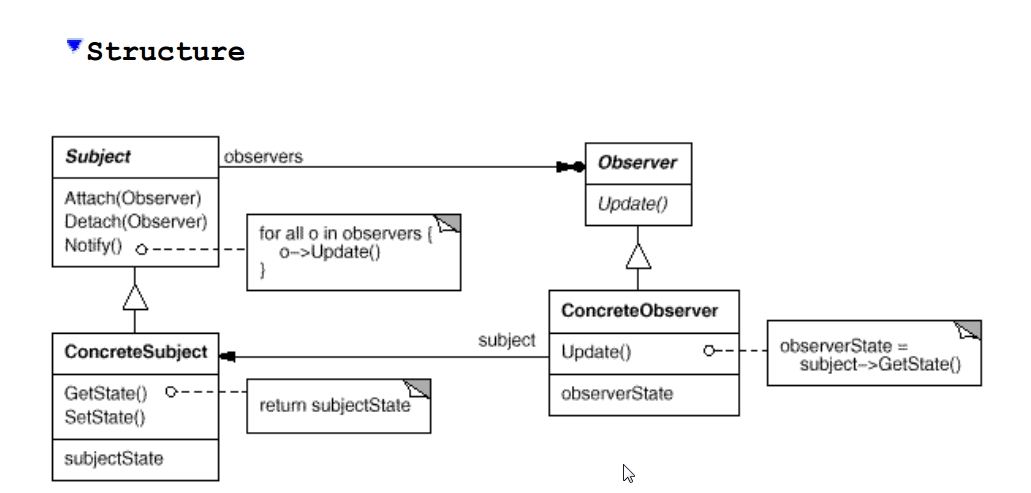 Structure
Subject
Attach(Observer)
Detach(Observer)
Notify()
observers
for all o in observers {
o->Update()
}
Observer
Update()
ConcreteSubject
GetState()
SetState()
subjectState
return subjectState
subject
ConcreteObserver
Update()
observerState
observerState =
subject->GetState()